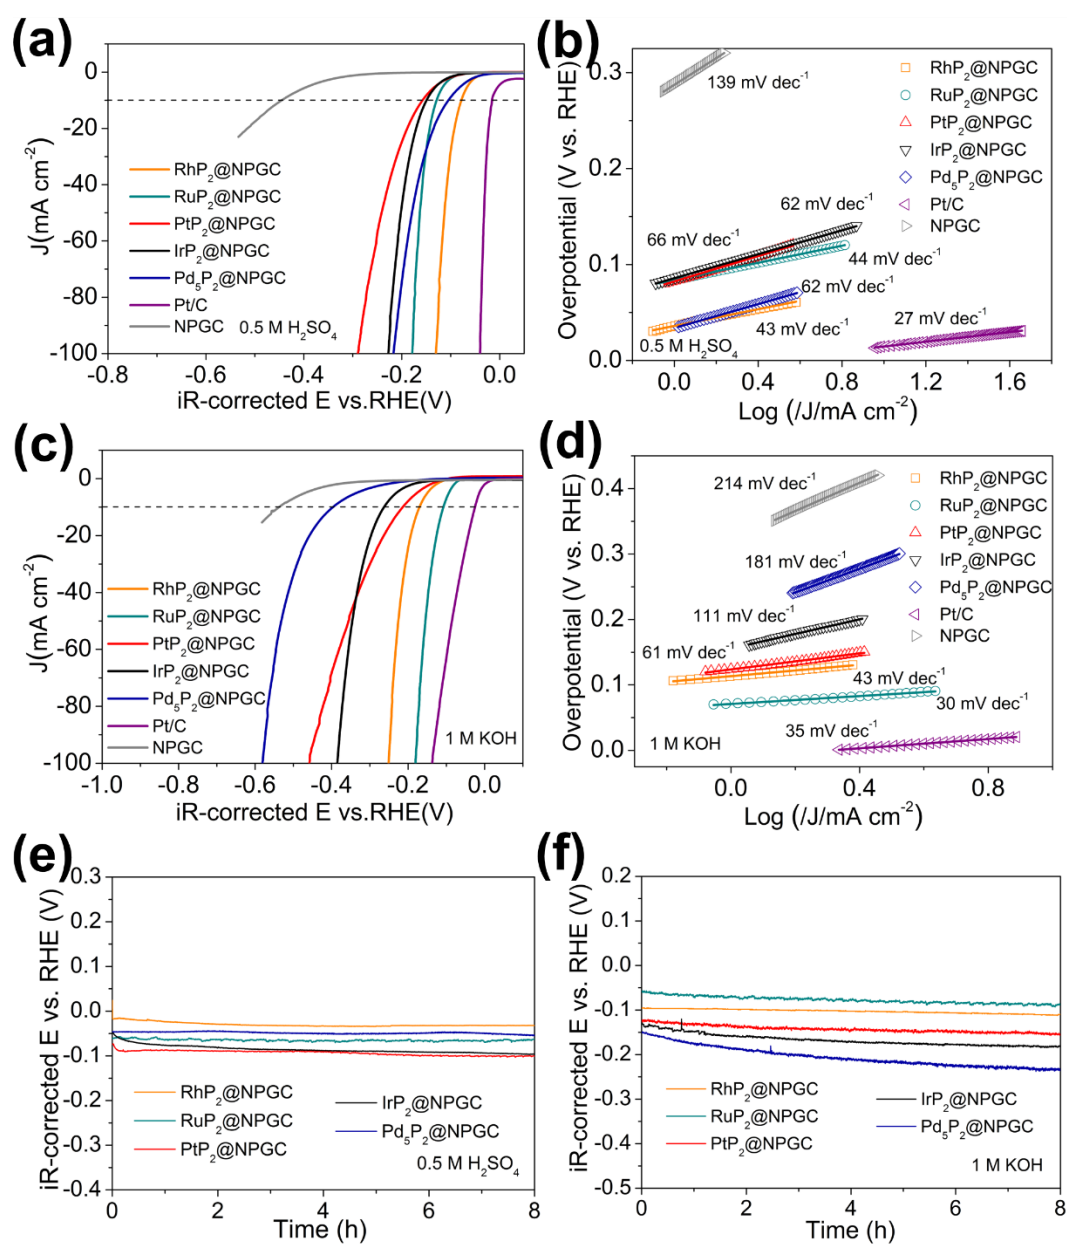 (a)
0
-20
-40
-60
-80
-100
J(mA cm⁻²)
RhP₂@NPGC
RuP₂@NPGC
PtP₂@NPGC
IrP₂@NPGC
Pd₅P₂@NPGC
Pt/C
NPGC
0.5 M H₂SO₄
-0.8 -0.6 -0.4 -0.2 0.0
iR-corrected E vs.RHE(V)
(b)
0.3
0.2
0.1
0.0
Overpotential (V vs. RHE)
139 mV dec⁻¹
RhP₂@NPGC
RuP₂@NPGC
PtP₂@NPGC
IrP₂@NPGC
Pd₅P₂@NPGC
Pt/C
NPGC
62 mV dec⁻¹
66 mV dec⁻¹
44 mV dec⁻¹
62 mV dec⁻¹
43 mV dec⁻¹
27 mV dec⁻¹
0.5 M H₂SO₄
0.0 0.4 0.8 1.2 1.6
Log (/J/mA cm⁻²)
(c)
0
-20
-40
-60
-80
-100
J(mA cm⁻²)
RhP₂@NPGC
RuP₂@NPGC
PtP₂@NPGC
IrP₂@NPGC
Pd₅P₂@NPGC
Pt/C
NPGC
1 M KOH
-1.0 -0.8 -0.6 -0.4 -0.2 0.0
iR-corrected E vs.RHE(V)
(d)
0.4
0.3
0.2
0.1
0.0
Overpotential (V vs. RHE)
214 mV dec⁻¹
RhP₂@NPGC
RuP₂@NPGC
PtP₂@NPGC
IrP₂@NPGC
Pd₅P₂@NPGC
Pt/C
NPGC
181 mV dec⁻¹
111 mV dec⁻¹
61 mV dec⁻¹
43 mV dec⁻¹
30 mV dec⁻¹
35 mV dec⁻¹
1 M KOH
0.0 0.4 0.8
Log (/J/mA cm⁻²)
(e)
0.3
0.2
0.1
0.0
-0.1
-0.0
-0.2
-0.3
-0.4
iR-corrected E vs. RHE (V)
RhP₂@NPGC
RuP₂@NPGC
PtP₂@NPGC
IrP₂@NPGC
Pd₅P₂@NPGC
0.5 M H₂SO₄
0 2 4 6 8
Time (h)
(f)
0.2
0.1
0.0
-0.1
-0.2
-0.3
-0.4
-0.5
iR-corrected E vs. RHE (V)
RhP₂@NPGC
RuP₂@NPGC
PtP₂@NPGC
IrP₂@NPGC
Pd₅P₂@NPGC
1 M KOH
0 2 4 6 8
Time (h)